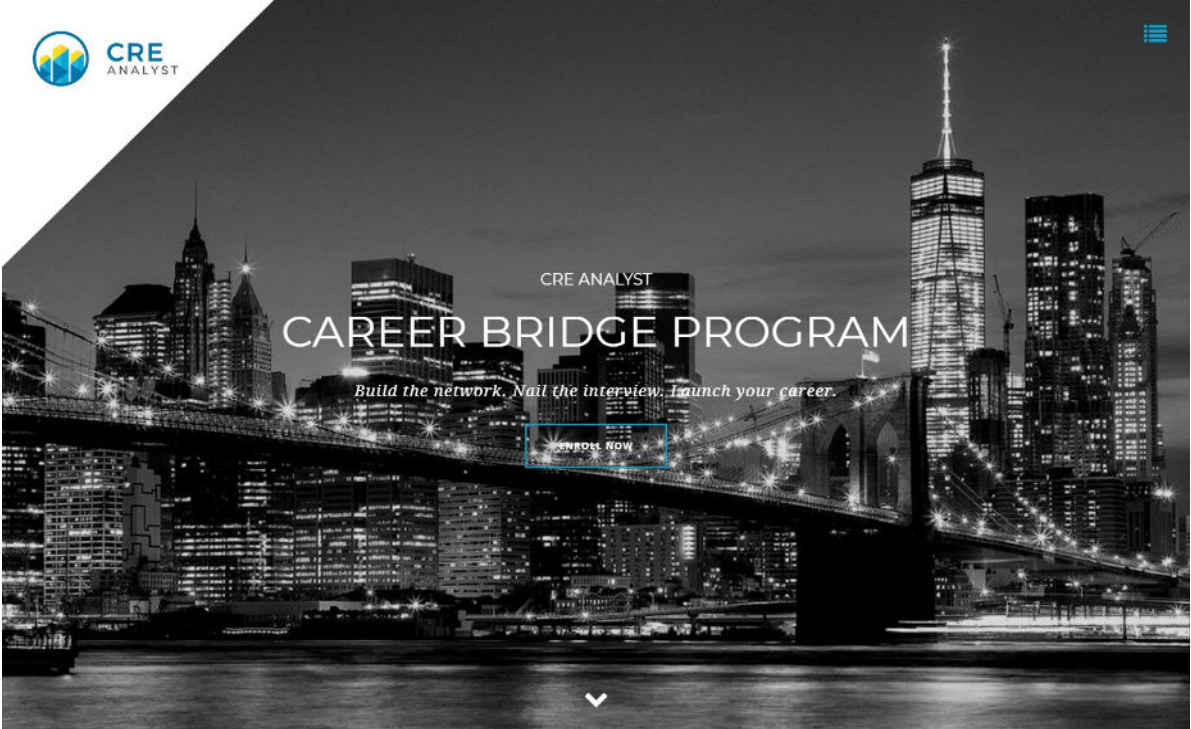 CRE
ANALYST
CRE ANALYST
CAREER BRIDGE PROGRAM
Build the network. Nail the interview. Launch your career.
ENROLL NOW